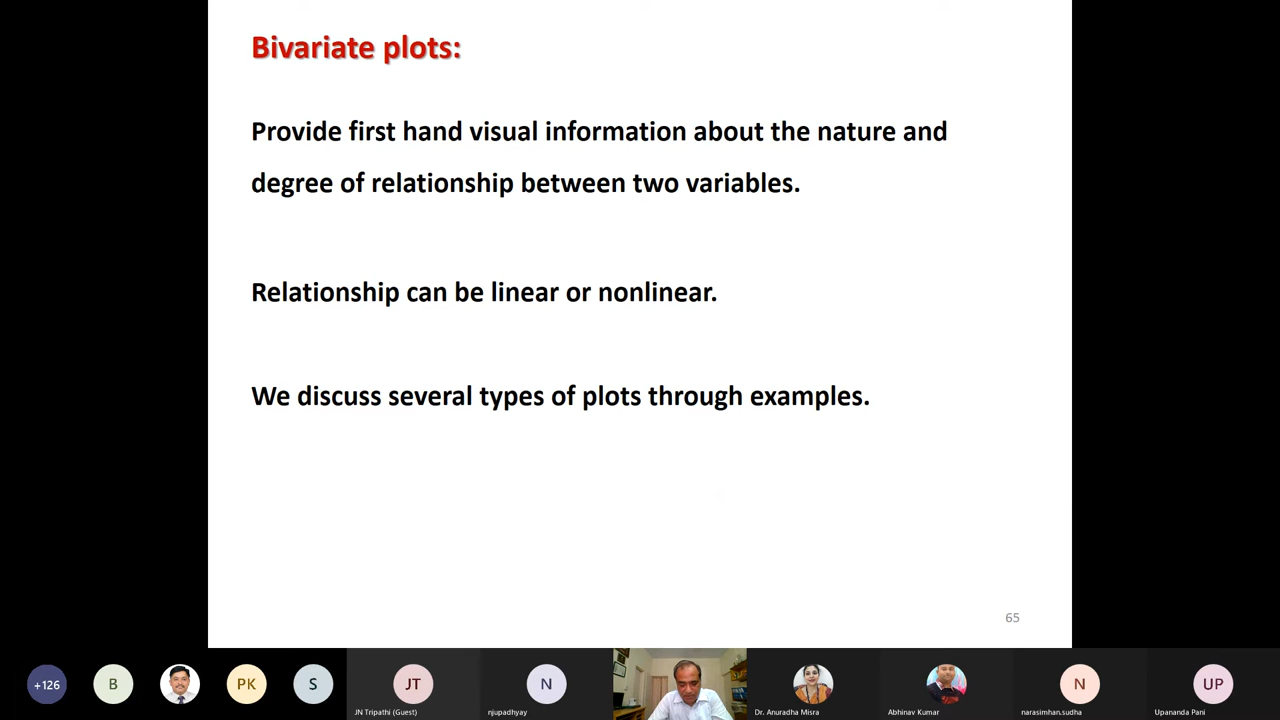 Bivariate plots:
Provide first hand visual information about the nature and
degree of relationship between two variables.
Relationship can be linear or nonlinear.
We discuss several types of plots through examples.
65
+126
B
PK
S
JT
N
N
UP
JN Tripathi (Guest)
njupadhyay
Dr. Anuradha Misra
Abhinav Kumar
narasimhan.sudha
Upananda Pani